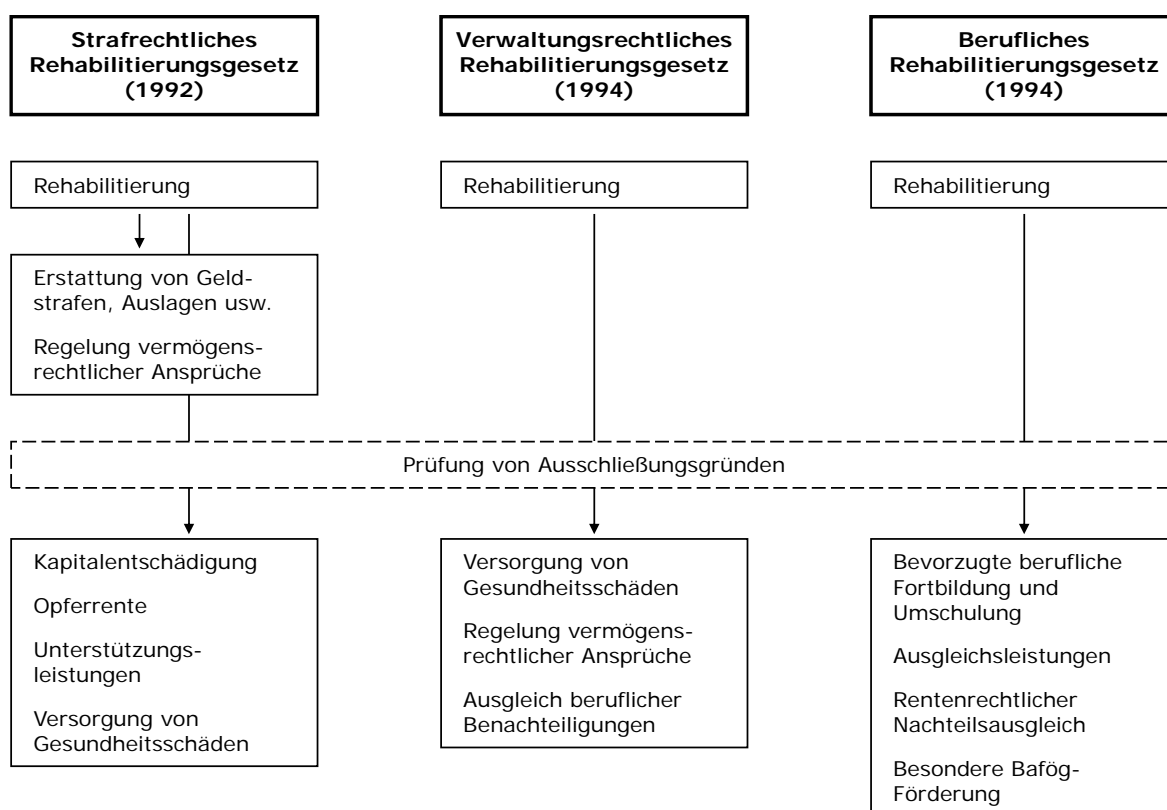 Strafrechtliches
Rehabilitierungsgesetz
(1992)
Verwaltungsrechtliches
Rehabilitierungsgesetz
(1994)
Berufliches
Rehabilitierungsgesetz
(1994)
Rehabilitierung
Rehabilitierung
Rehabilitierung
Erstattung von Geld-
strafen, Auslagen usw.
Regelung vermögens-
rechtlicher Ansprüche
Prüfung von Ausschließungsgründen
Kapitalentschädigung
Opferrente
Unterstützungs-
leistungen
Versorgung von
Gesundheitsschäden
Versorgung von
Gesundheitsschäden
Regelung vermögens-
rechtlicher Ansprüche
Ausgleich beruflicher
Benachteiligungen
Bevorzugte berufliche
Fortbildung und
Umschulung
Ausgleichsleistungen
Rentenrechtlicher
Nachteilsausgleich
Besondere Bafög-
Förderung